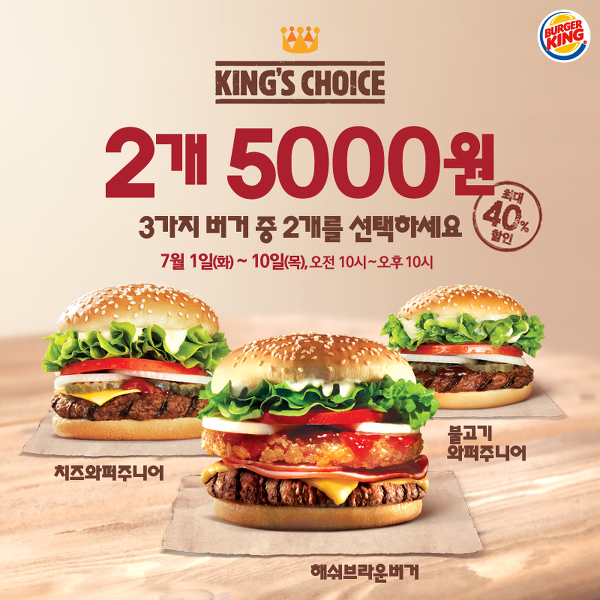 BURGER
KING
KING'S CHOICE
2개 5000원
최대
40%
할인
3가지 버거 중 2개를 선택하세요
7월 1일(화) ~ 10일(목), 오전 10시~오후 10시
치즈와퍼주니어
불고기
와퍼주니어
해쉬브라운버거